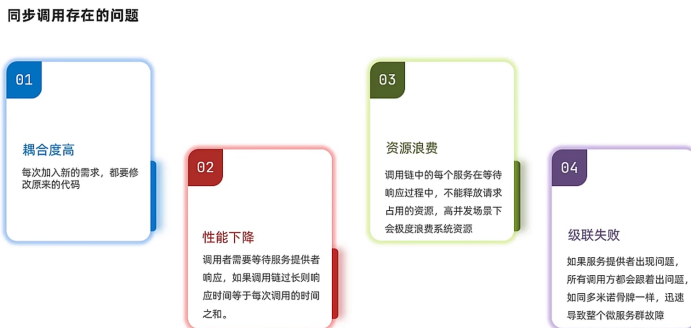 同步调用存在的问题
01
耦合度高
每次加入新的需求，都要修
改原来的代码
02
性能下降
调用者需要等待服务提供者
响应，如果调用链过长则响
应时间等于每次调用的时间
之和。
03
资源浪费
调用链中的每个服务在等待
响应过程中，不能释放请求
占用的资源，高并发场景下
会极度浪费系统资源
04
级联失败
如果服务提供者出现问题，
所有调用方都会跟着出问题，
如同多米诺骨牌一样，迅速
导致整个微服务群故障